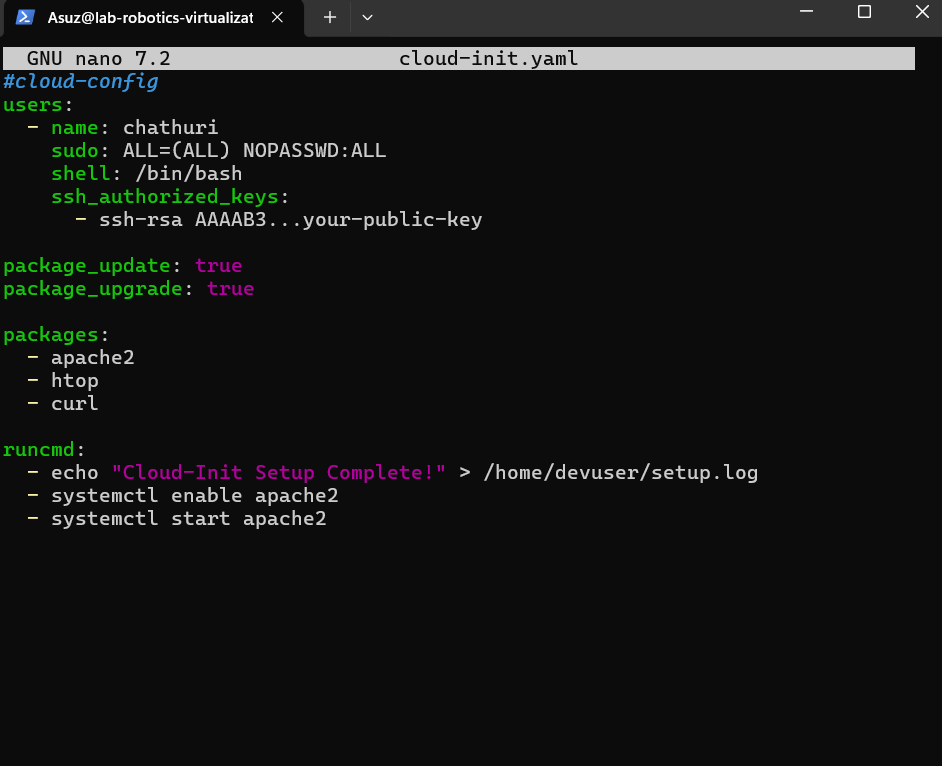 Asuz@lab-robotics-virtualizat
GNU nano 7.2 cloud-init.yaml
#cloud-config
users:
  - name: chathuri
    sudo: ALL=(ALL) NOPASSWD:ALL
    shell: /bin/bash
    ssh_authorized_keys:
      - ssh-rsa AAAAB3...your-public-key

package_update: true
package_upgrade: true

packages:
  - apache2
  - htop
  - curl

runcmd:
  - echo "Cloud-Init Setup Complete!" > /home/devuser/setup.log
  - systemctl enable apache2
  - systemctl start apache2